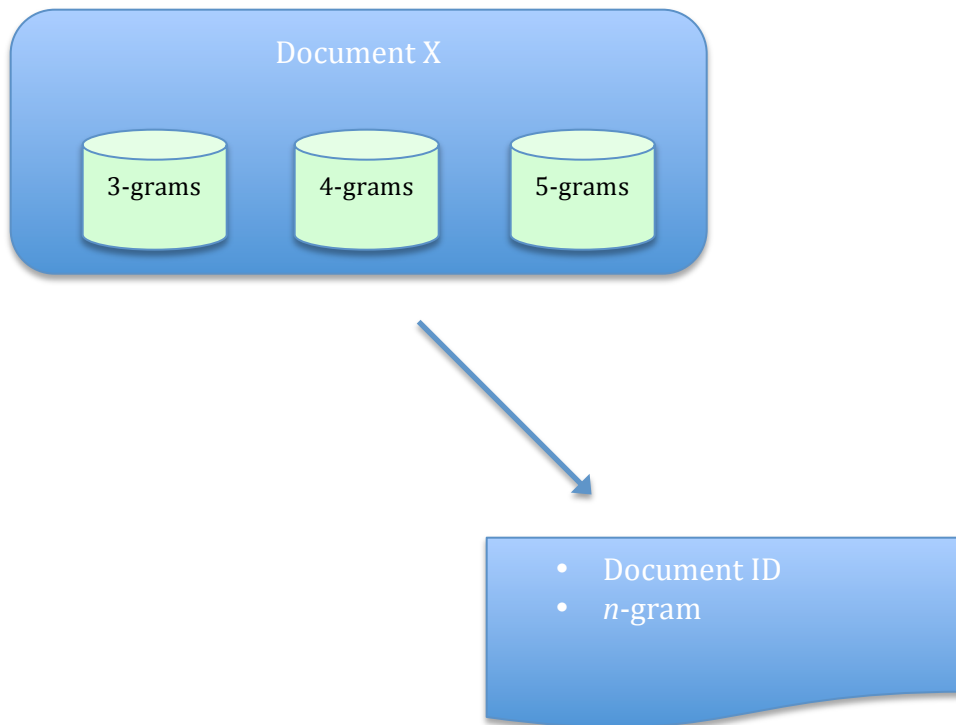 Document X
3-grams 4-grams 5-grams
• Document ID
• n-gram